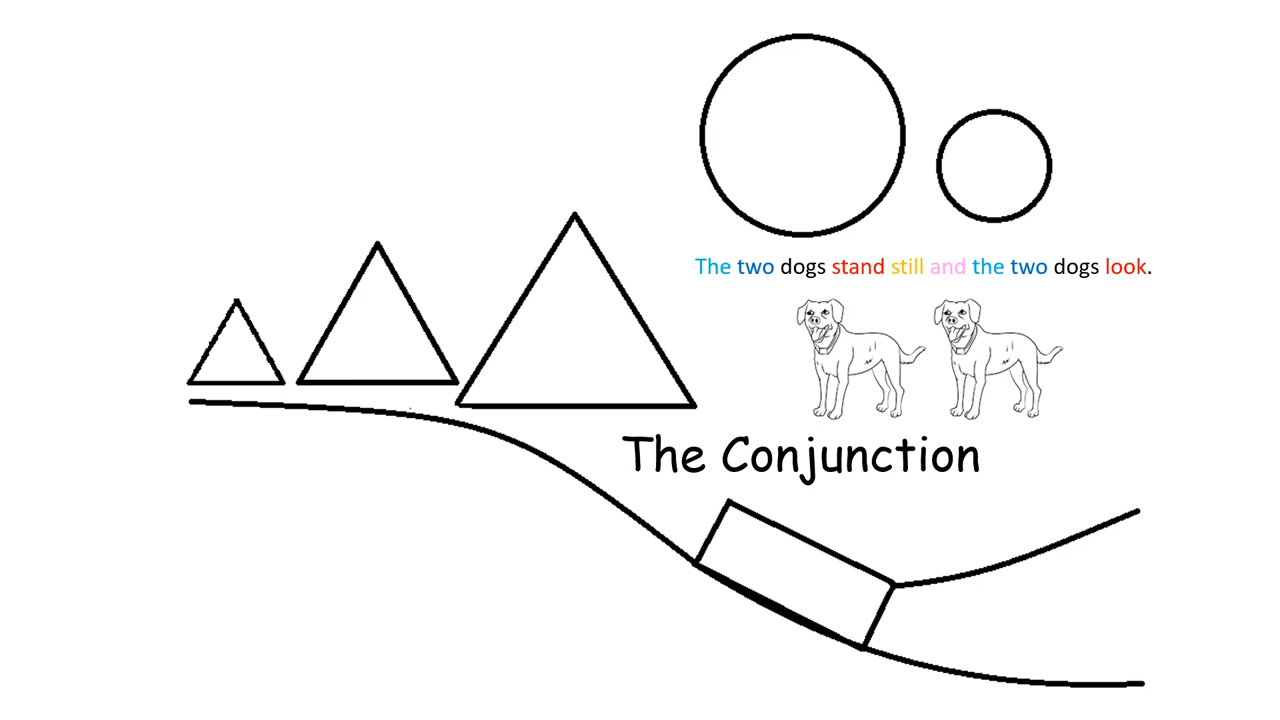 The two dogs stand still and the two dogs look.
The Conjunction